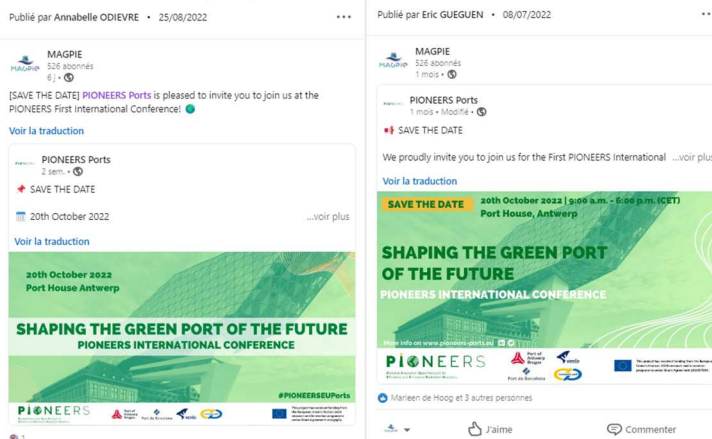 Publié par Annabelle ODIEVRE • 25/08/2022
MAGPIE
MAGPIE
526 abonnés
6 j •
[SAVE THE DATE] PIONEERS Ports is pleased to invite you to join us at the
PIONEERS First International Conference!
Voir la traduction
PIONEERS Ports
2 sem. •
SAVE THE DATE
20th October 2022
...voir plus
Voir la traduction
20th October 2022
Port House Antwerp
SHAPING THE GREEN PORT OF THE FUTURE
PIONEERS INTERNATIONAL CONFERENCE
#PIONEERSEUPorts
PIONEERS
Port of
Antwerp
Bruges
Port de Barcelona
venlo
1
Publié par Eric GUEGUEN • 08/07/2022
MAGPIE
MAGPIE
526 abonnés
1 mois •
PIONEERS Ports
1 mois • Modifié •
SAVE THE DATE
We proudly invite you to join us for the First PIONEERS International ...voir plus
Voir la traduction
SAVE THE DATE
20th October 2022 | 9:00 a.m. - 6:00 p.m. (CET)
Port House, Antwerp
SHAPING THE GREEN PORT
OF THE FUTURE
PIONEERS INTERNATIONAL CONFERENCE
More info on www.pioneers-ports.eu
PIONEERS
Port of
Antwerp
Bruges
venlo
Port de Barcelona
Marleen de Hoog et 3 autres personnes
J'aime
Commenter